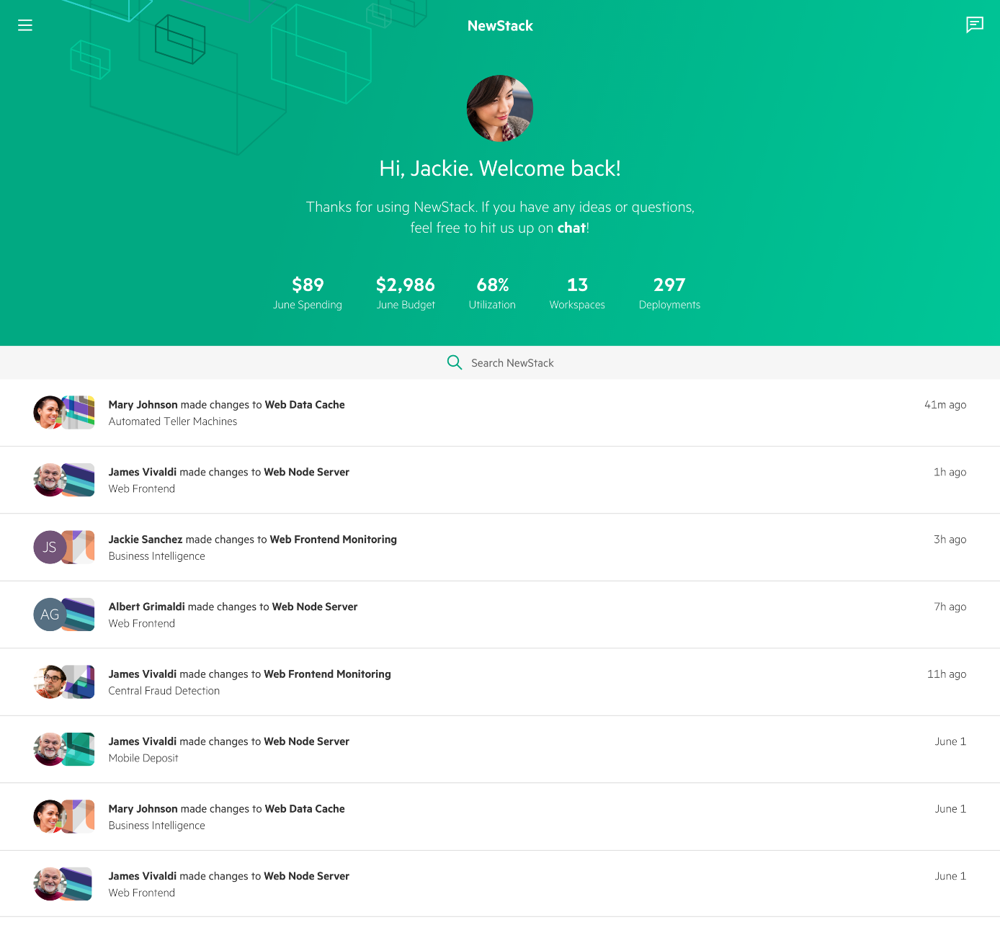 NewStack
Hi, Jackie. Welcome back!
Thanks for using NewStack. If you have any ideas or questions,
feel free to hit us up on chat!
$89 $2,986 68% 13 297
June Spending June Budget Utilization Workspaces Deployments
Search NewStack
Mary Johnson made changes to Web Data Cache 41m ago
Automated Teller Machines
James Vivaldi made changes to Web Node Server 1h ago
Web Frontend
JS
Jackie Sanchez made changes to Web Frontend Monitoring 3h ago
Business Intelligence
AG
Albert Grimaldi made changes to Web Node Server 7h ago
Web Frontend
James Vivaldi made changes to Web Frontend Monitoring 11h ago
Central Fraud Detection
James Vivaldi made changes to Web Node Server June 1
Mobile Deposit
Mary Johnson made changes to Web Data Cache June 1
Business Intelligence
James Vivaldi made changes to Web Node Server June 1
Web Frontend